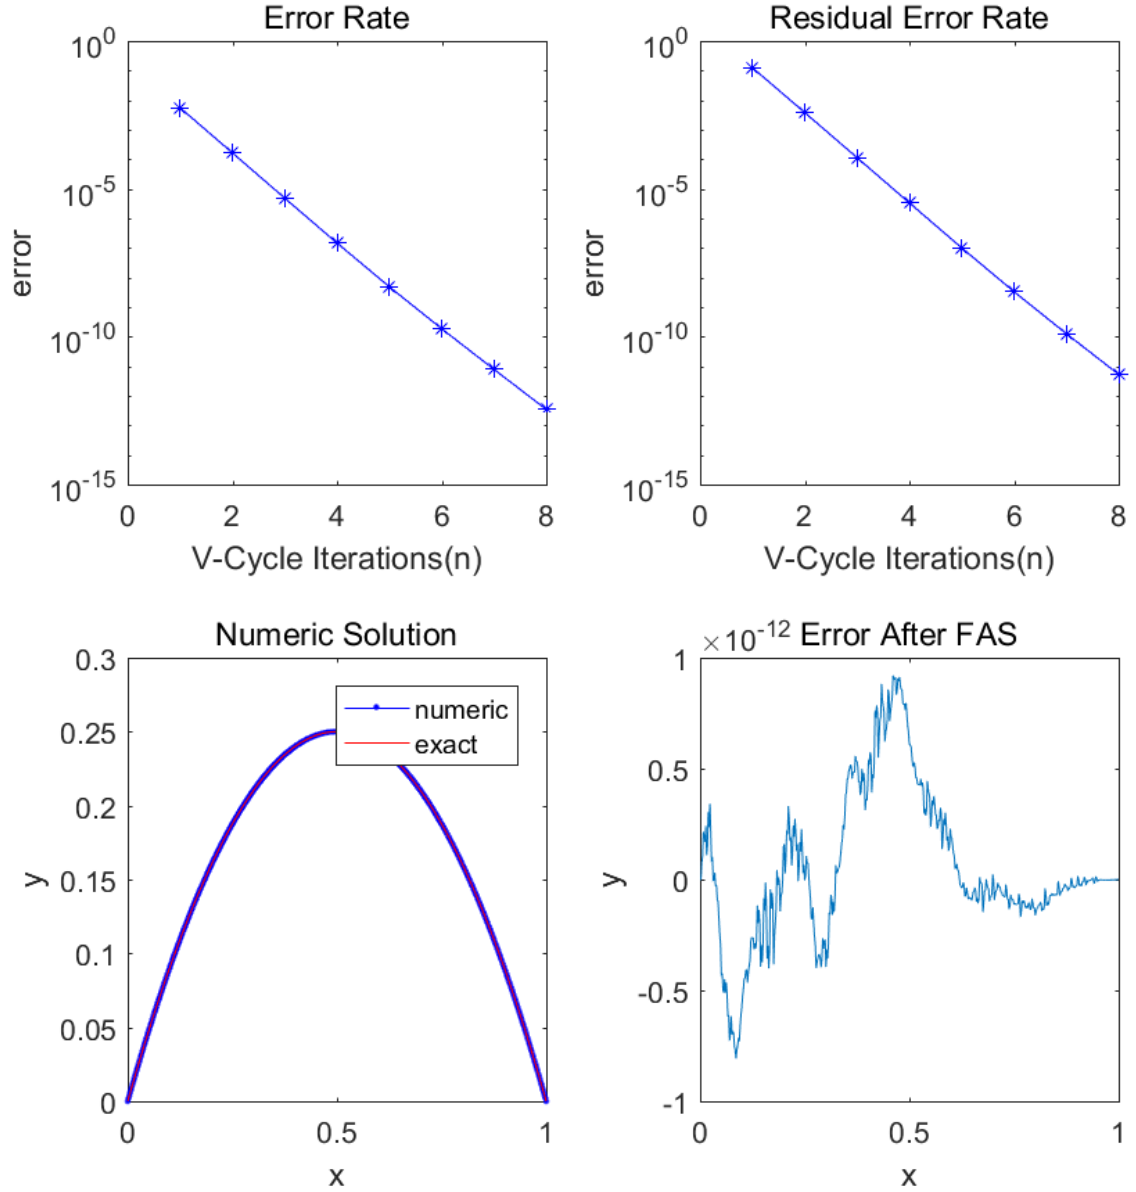 Error Rate
10^0
10^-5
10^-10
10^-15
error
0 2 4 6 8
V-Cycle Iterations(n)
Residual Error Rate
10^0
10^-5
10^-10
10^-15
error
0 2 4 6 8
V-Cycle Iterations(n)
Numeric Solution
0.3
0.25
0.2
0.15
0.1
0.05
0
y
numeric
exact
0 0.5 1
x
×10^-12 Error After FAS
1
0.5
0
-0.5
-1
y
0 0.5 1
x